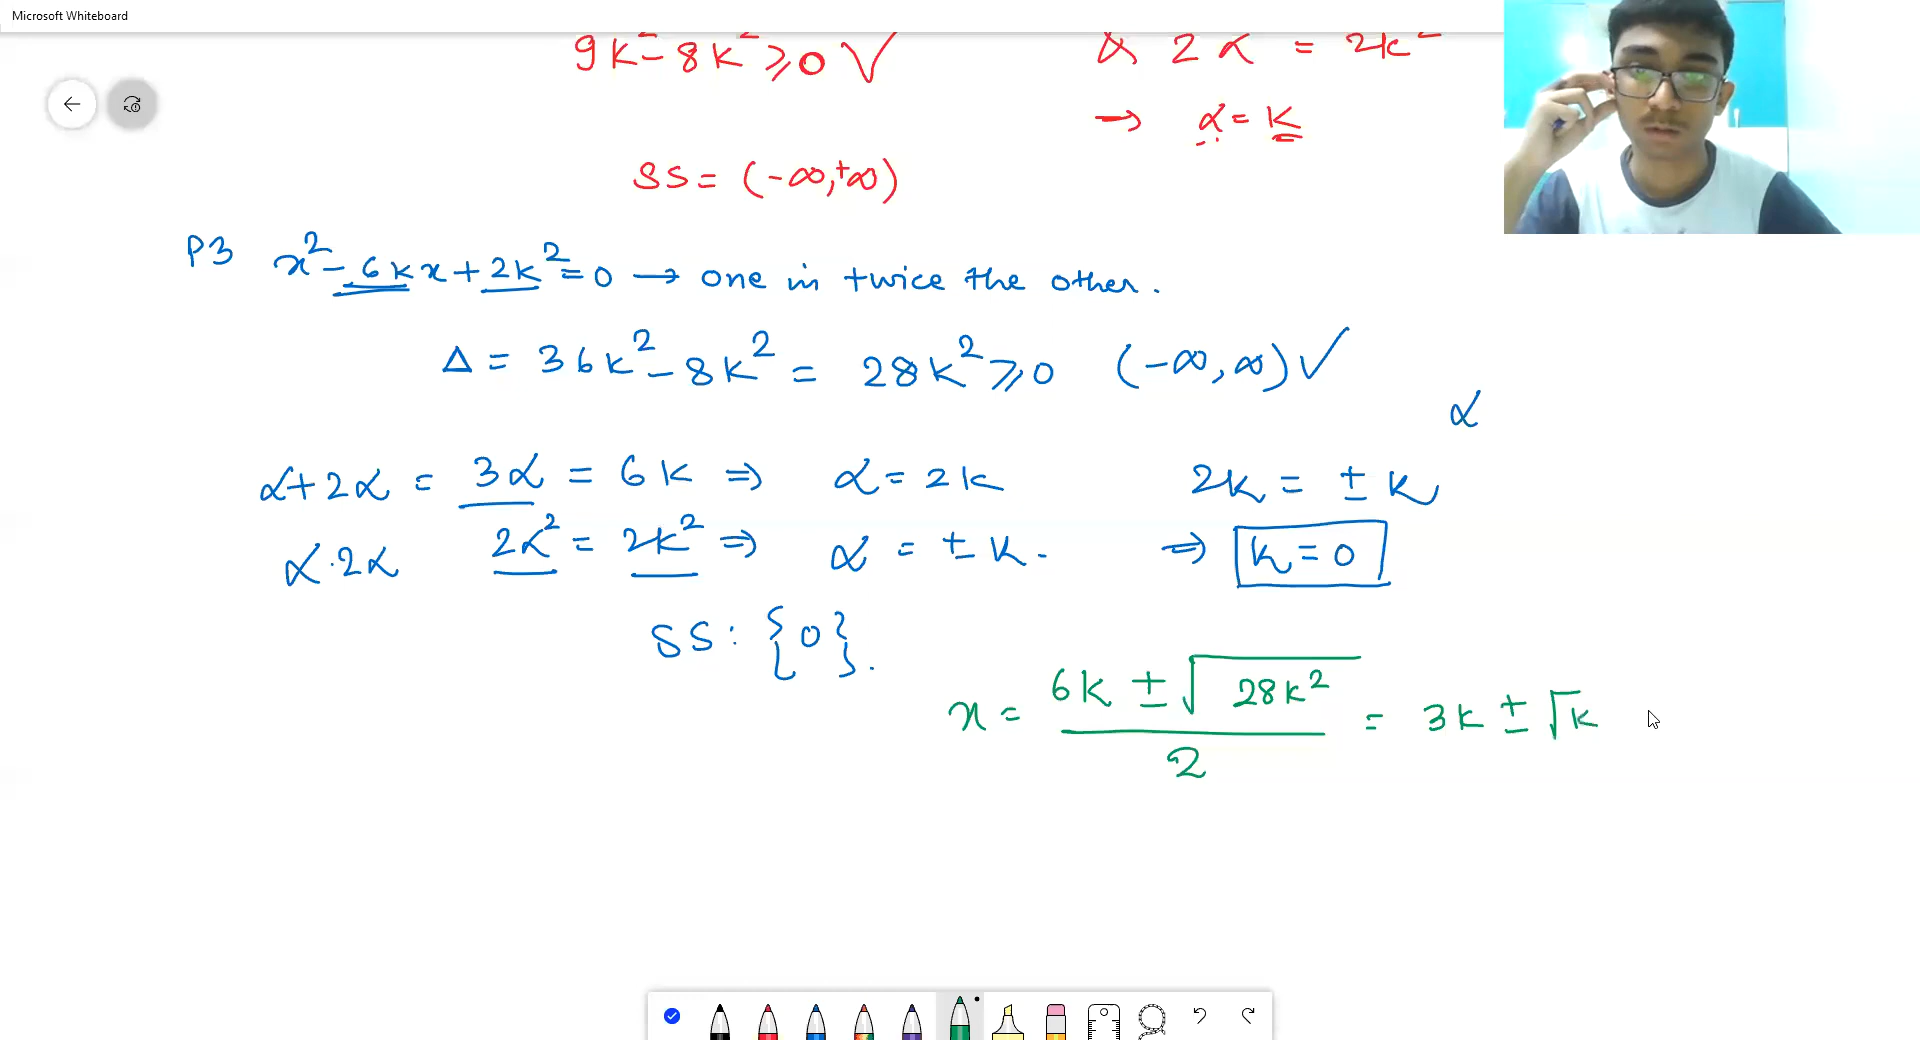 Microsoft Whiteboard
9k² - 8k² ⩾ 0 ✓
& 2α = 2k²
→ α = k
SS = (-∞, +∞)
P3 x² - 6kx + 2k² = 0 → one in twice the other.
Δ = 36k² - 8k² = 28k² ⩾ 0 (-∞, ∞) ✓
α
α + 2α = 3α = 6k ⇒ α = 2k 2k = ± k
α·2α 2α² = 2k² ⇒ α = ± k. ⇒ k = 0
SS: {0}.
x = (6k ± √28k²)/2 = 3k ± √k